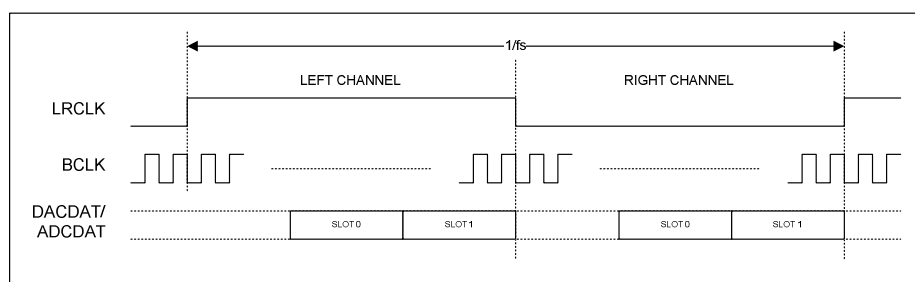 1/fs
LEFT CHANNEL
RIGHT CHANNEL
LRCLK
BCLK
DACDAT/
ADCDAT
SLOT 0
SLOT 1
SLOT 0
SLOT 1